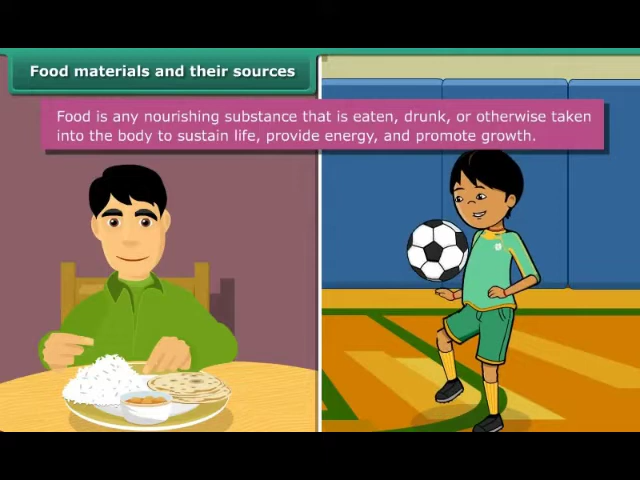 Food materials and their sources
Food is any nourishing substance that is eaten, drunk, or otherwise taken
into the body to sustain life, provide energy, and promote growth.